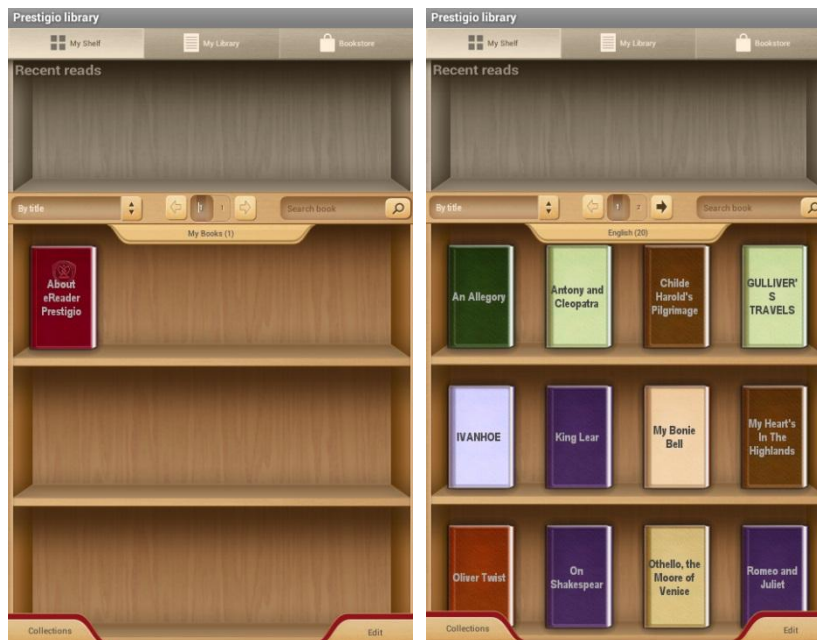 Prestigio library
My Shelf
My Library
Bookstore
Recent reads
By title
1
1
Search book
My Books (1)
About
eReader
Prestigio
Collections
Edit
Prestigio library
My Shelf
My Library
Bookstore
Recent reads
By title
1
2
Search book
English (20)
An Allegory
Antony and
Cleopatra
Childe
Harold's
Pilgrimage
GULLIVER'
S
TRAVELS
IVANHOE
King Lear
My Bonie
Bell
My Heart's
In The
Highlands
Oliver Twist
On
Shakespear
Othello, the
Moore of
Venice
Romeo and
Juliet
Collections
Edit